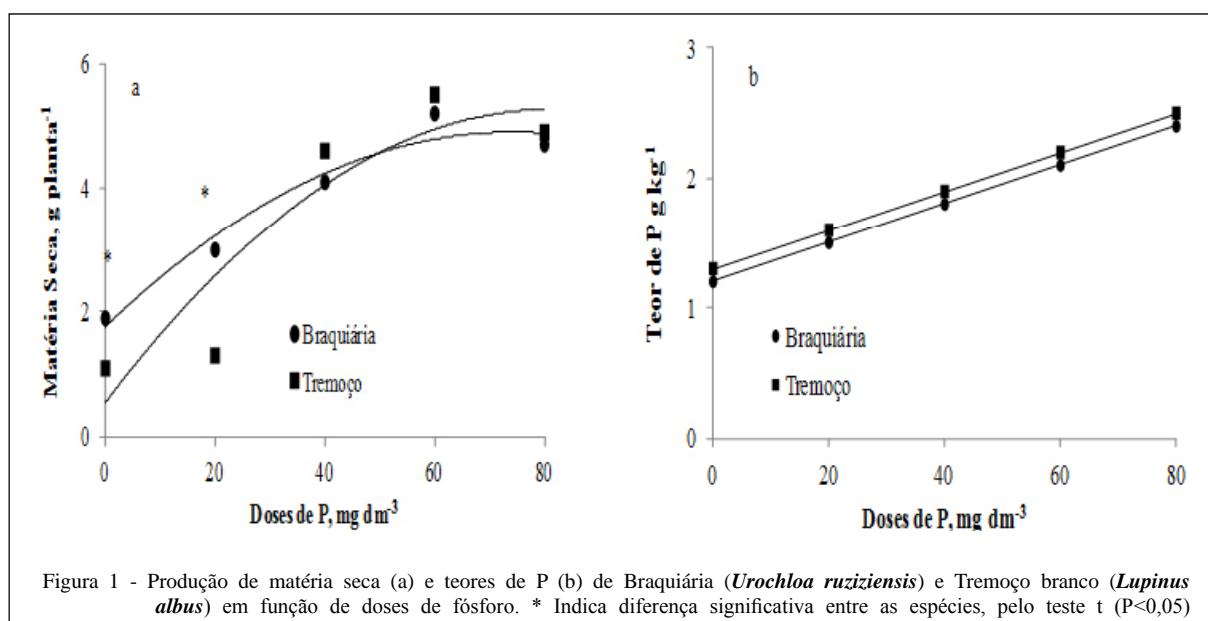 a
Matéria Seca, g planta⁻¹
6
4
2
0
*
*
Braquiária
Tremoço
0 20 40 60 80
Doses de P, mg dm⁻³
b
Teor de P g kg⁻¹
3
2
1
0
Braquiária
Tremoço
0 20 40 60 80
Doses de P, mg dm⁻³
Figura 1 - Produção de matéria seca (a) e teores de P (b) de Braquiária (Urochloa ruziziensis) e Tremoço branco (Lupinus
albus) em função de doses de fósforo. * Indica diferença significativa entre as espécies, pelo teste t (P<0,05)